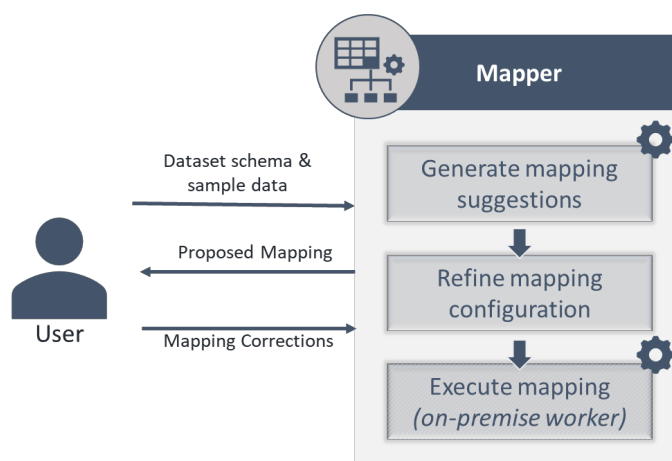 Mapper
Dataset schema &
sample data
Generate mapping
suggestions
Proposed Mapping
Refine mapping
configuration
User
Mapping Corrections
Execute mapping
(on-premise worker)